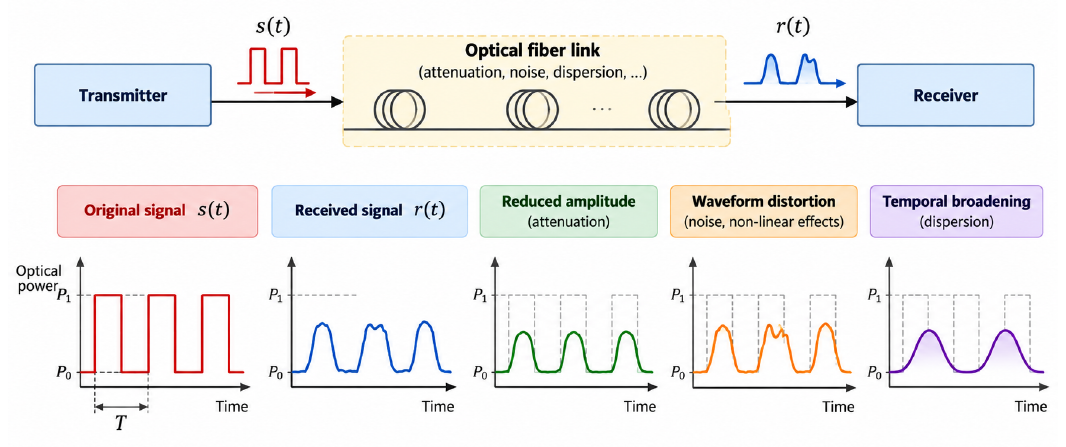 s(t)
r(t)
Optical fiber link
(attenuation, noise, dispersion, ...)
Transmitter
Receiver
...
Original signal s(t)
Received signal r(t)
Reduced amplitude
(attenuation)
Waveform distortion
(noise, non-linear effects)
Temporal broadening
(dispersion)
Optical
power
P₁
P₀
T
Time
P₁
P₀
Time
P₁
P₀
Time
P₁
P₀
Time
P₁
P₀
Time